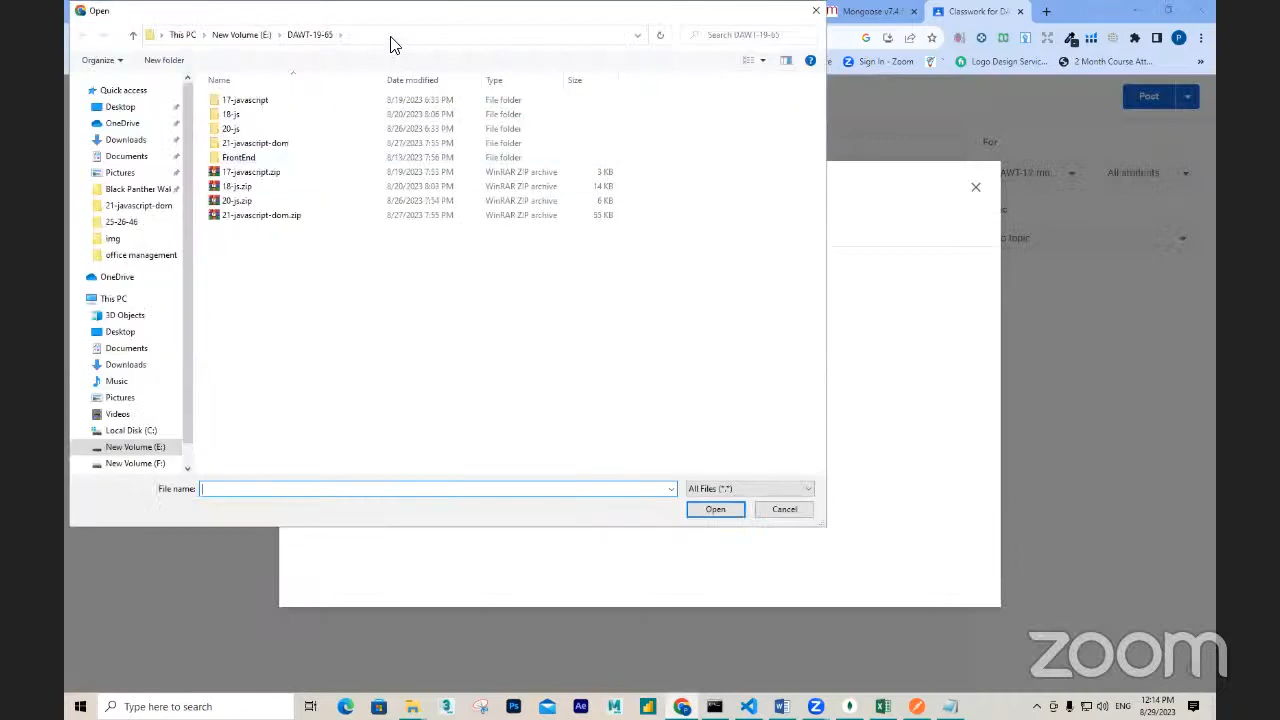 Open
Mongoose v7.4.
Classwork for DA
This PC > New Volume (E:) > DAWT-19-65 >
Search DAWT-19-65
Sign In - Zoom
Logo Design Servic...
2 Month Course Att...
Organize
New folder
Post
Name
Date modified
Type
Size
Quick access
Desktop
OneDrive
Downloads
Documents
Pictures
Black Panther Wak
21-javascript-dom
25-26-46
img
office management
OneDrive
This PC
3D Objects
Desktop
Documents
Downloads
Music
Pictures
Videos
Local Disk (C:)
New Volume (E:)
New Volume (F:)
17-javascript 8/19/2023 6:33 PM File folder
18-js 8/20/2023 8:06 PM File folder
20-js 8/26/2023 6:33 PM File folder
21-javascript-dom 8/27/2023 7:55 PM File folder
FrontEnd 8/13/2023 7:56 PM File folder
17-javascript.zip 8/19/2023 7:53 PM WinRAR ZIP archive 3 KB
18-js.zip 8/20/2023 8:03 PM WinRAR ZIP archive 14 KB
20-js.zip 8/26/2023 7:54 PM WinRAR ZIP archive 6 KB
21-javascript-dom.zip 8/27/2023 7:55 PM WinRAR ZIP archive 55 KB
For
AWT-12 mo...
All students
topic
File name:
All Files (*.*)
Open
Cancel
zoom
Type here to search
ENG
12:14 PM
8/29/2023